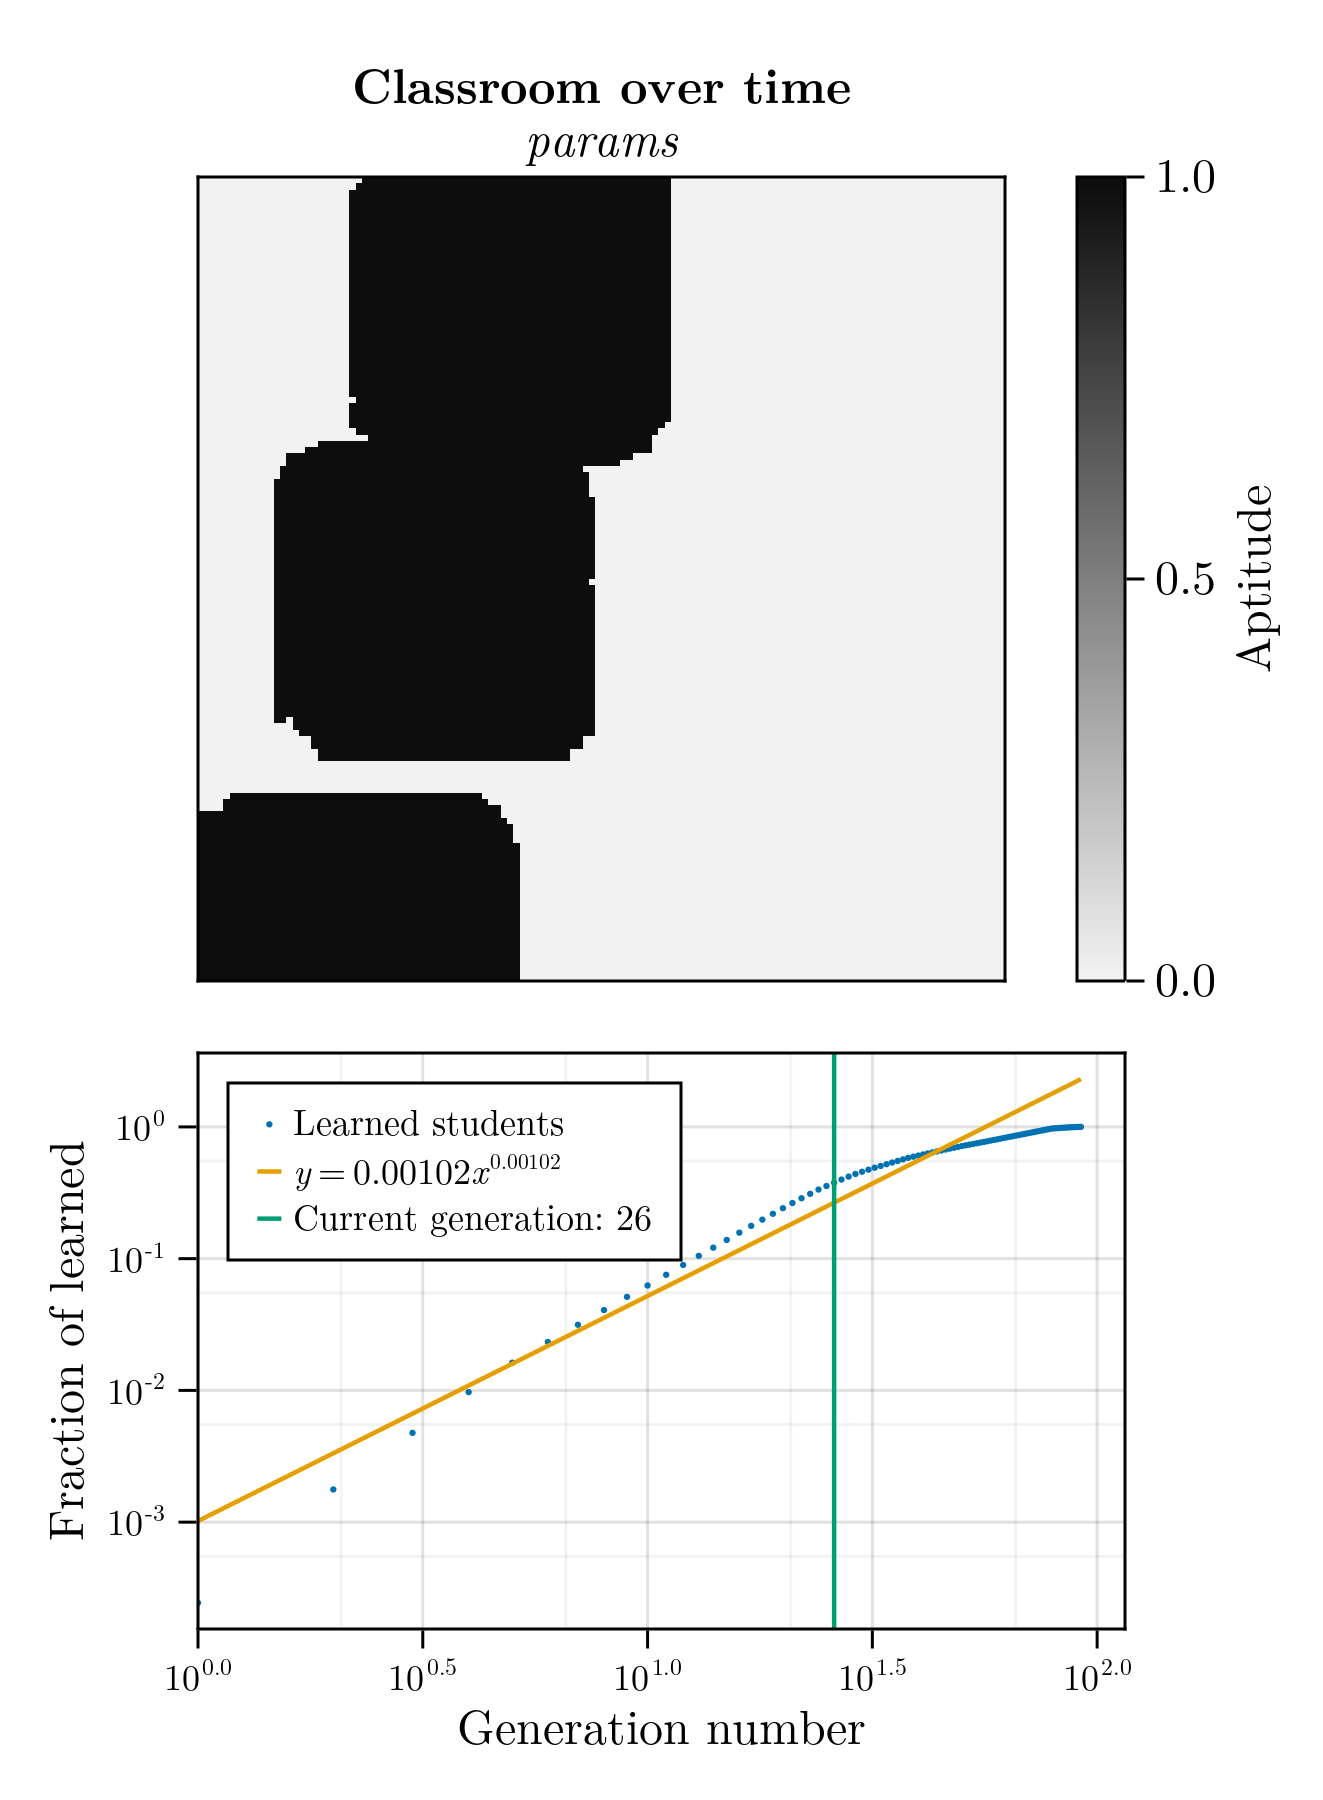 Classroom over time
params
1.0
0.5
0.0
Aptitude
Learned students
y = 0.00102x^0.00102
Current generation: 26
10^0
10^-1
10^-2
10^-3
Fraction of learned
10^0.0 10^0.5 10^1.0 10^1.5 10^2.0
Generation number